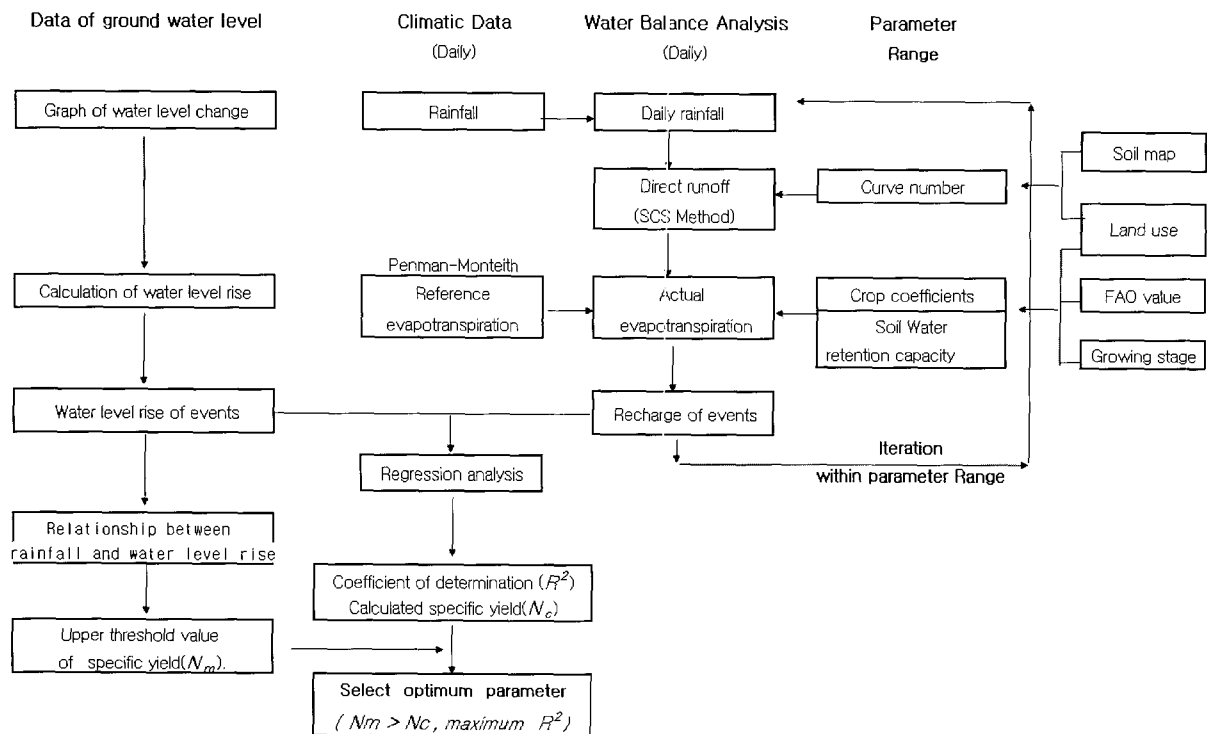 Data of ground water level
Climatic Data
(Daily)
Water Balance Analysis
(Daily)
Parameter
Range
Graph of water level change
Rainfall
Daily rainfall
Soil map
Direct runoff
(SCS Method)
Curve number
Land use
Penman-Monteith
Calculation of water level rise
Reference
evapotranspiration
Actual
evapotranspiration
Crop coefficients
Soil Water
retention capacity
FAO value
Growing stage
Water level rise of events
Recharge of events
Iteration
within parameter Range
Regression analysis
Relationship between
rainfall and water level rise
Coefficient of determination (R²)
Calculated specific yield(N_c)
Upper threshold value
of specific yield(N_m).
Select optimum parameter
( Nm > Nc , maximum R²)